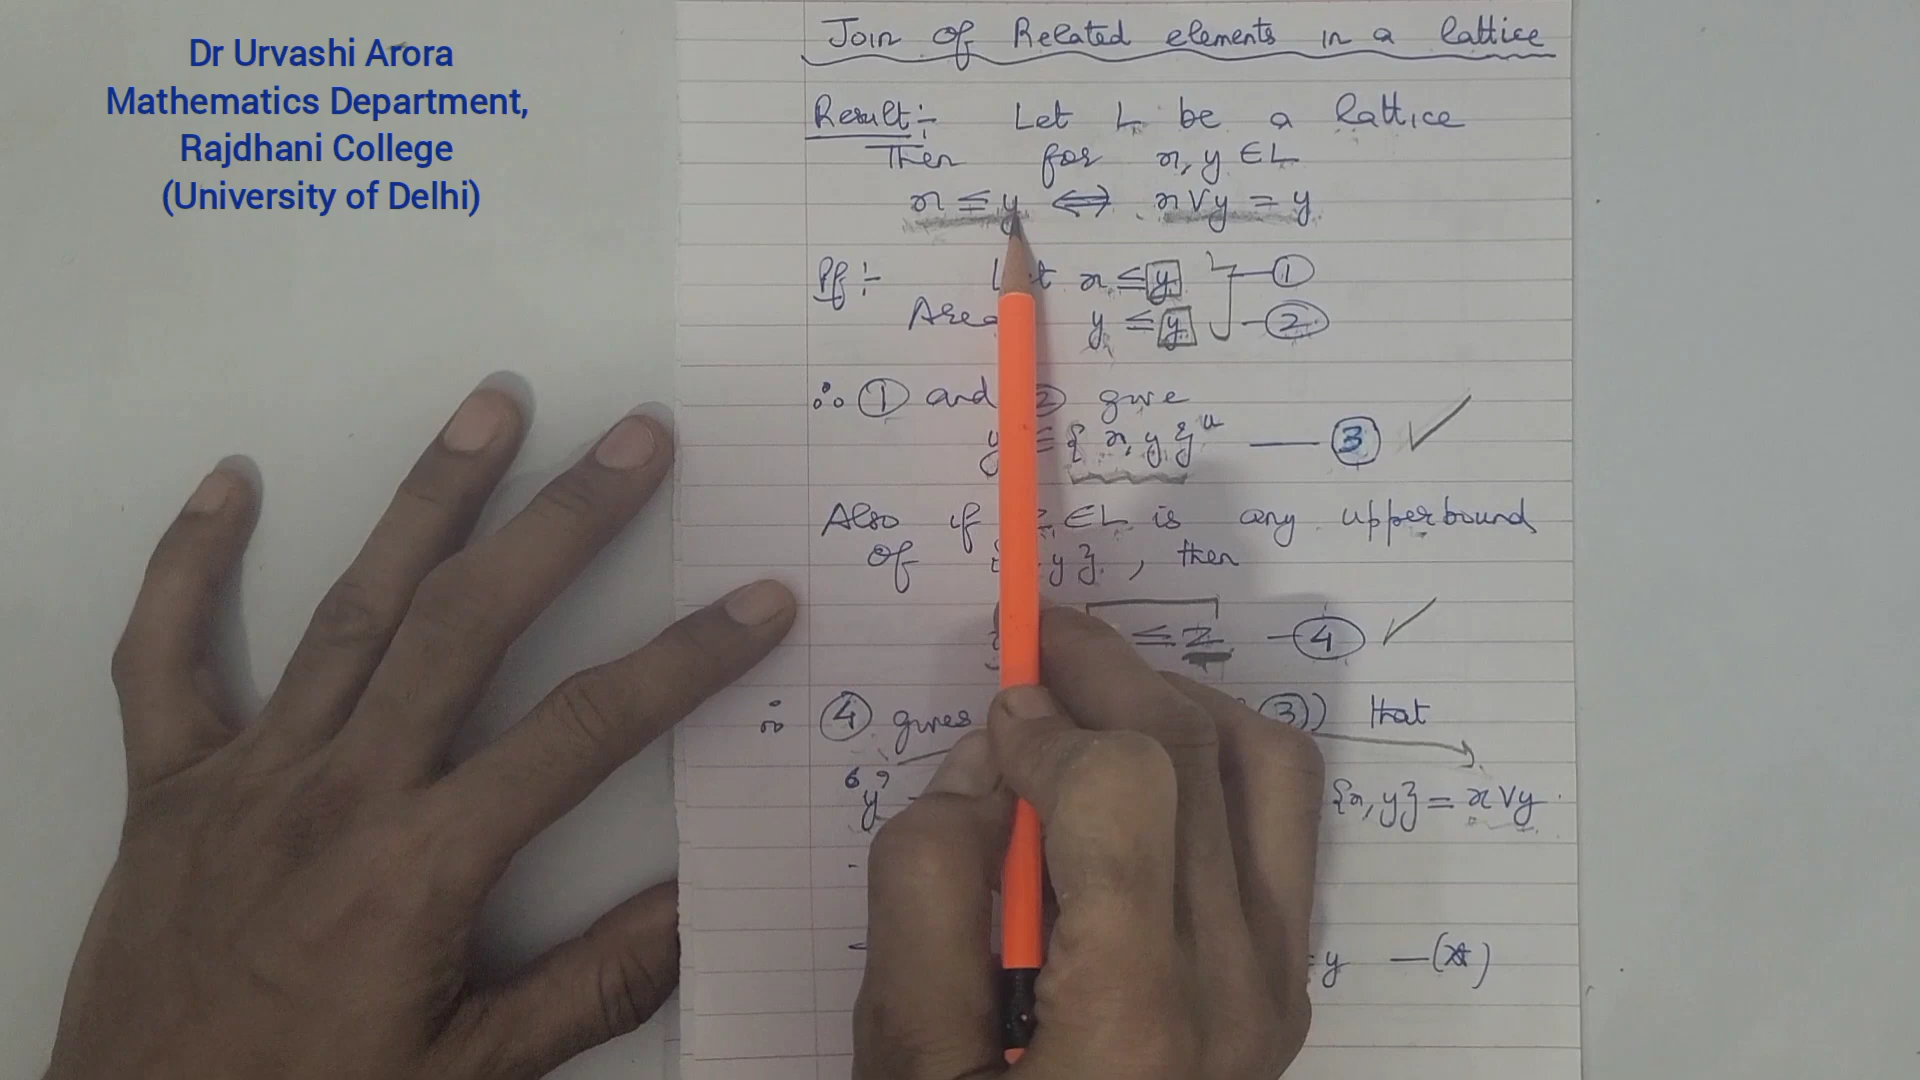 Dr Urvashi Arora
Mathematics Department,
Rajdhani College
(University of Delhi)
Join of Related elements in a lattice
Result:- Let L be a lattice
Then for x, y ∈ L
x ≤ y ⇔ x ∨ y = y
Pf:- Let x ≤ y — ①
y ≤ y — ②
∴ ① and ② give
y {x, y}ᵘ — ③ ✓
Also if ∈ L is any upperbound
of y}, then
≤ z — ④ ✓
∴ ④ gives ③) that
y {x, y} = x ∨ y
= y — (*)